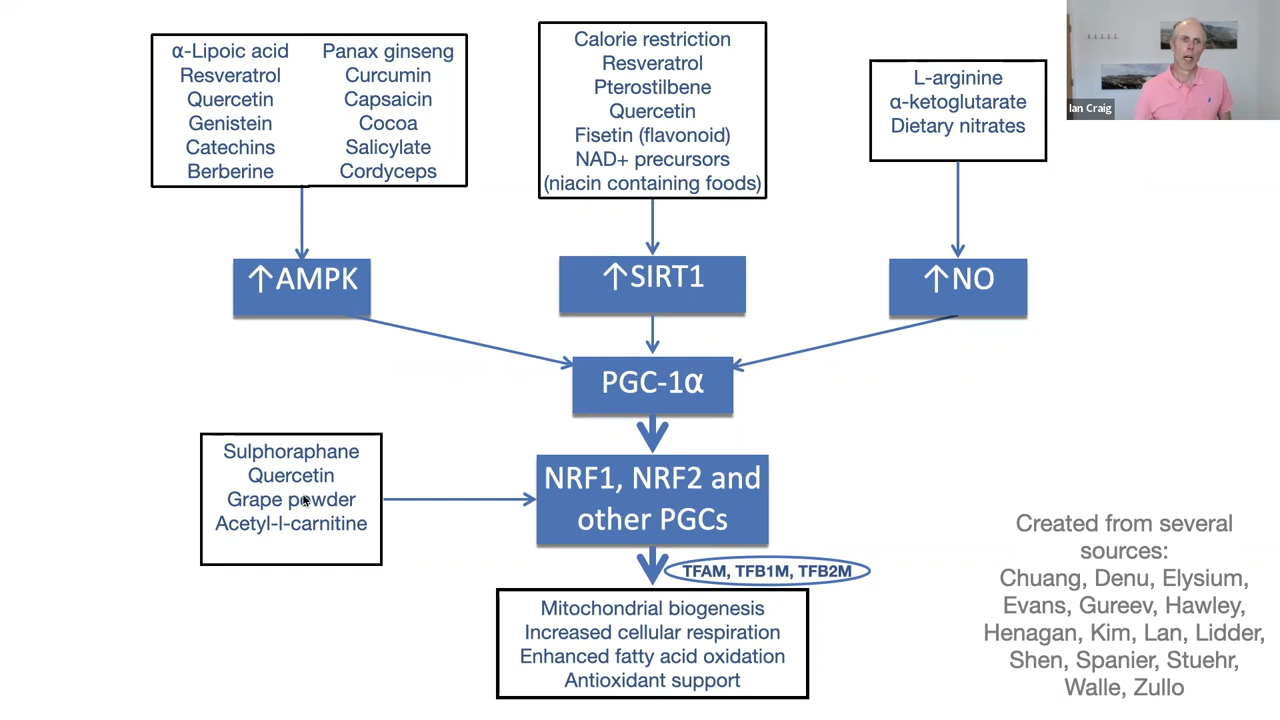 α-Lipoic acid
Resveratrol
Quercetin
Genistein
Catechins
Berberine
Panax ginseng
Curcumin
Capsaicin
Cocoa
Salicylate
Cordyceps
Calorie restriction
Resveratrol
Pterostilbene
Quercetin
Fisetin (flavonoid)
NAD+ precursors
(niacin containing foods)
L-arginine
α-ketoglutarate
Dietary nitrates
Ian Craig
↑AMPK
↑SIRT1
↑NO
PGC-1α
Sulphoraphane
Quercetin
Grape powder
Acetyl-l-carnitine
NRF1, NRF2 and
other PGCs
TFAM, TFB1M, TFB2M
Mitochondrial biogenesis
Increased cellular respiration
Enhanced fatty acid oxidation
Antioxidant support
Created from several
sources:
Chuang, Denu, Elysium,
Evans, Gureev, Hawley,
Henagan, Kim, Lan, Lidder,
Shen, Spanier, Stuehr,
Walle, Zullo